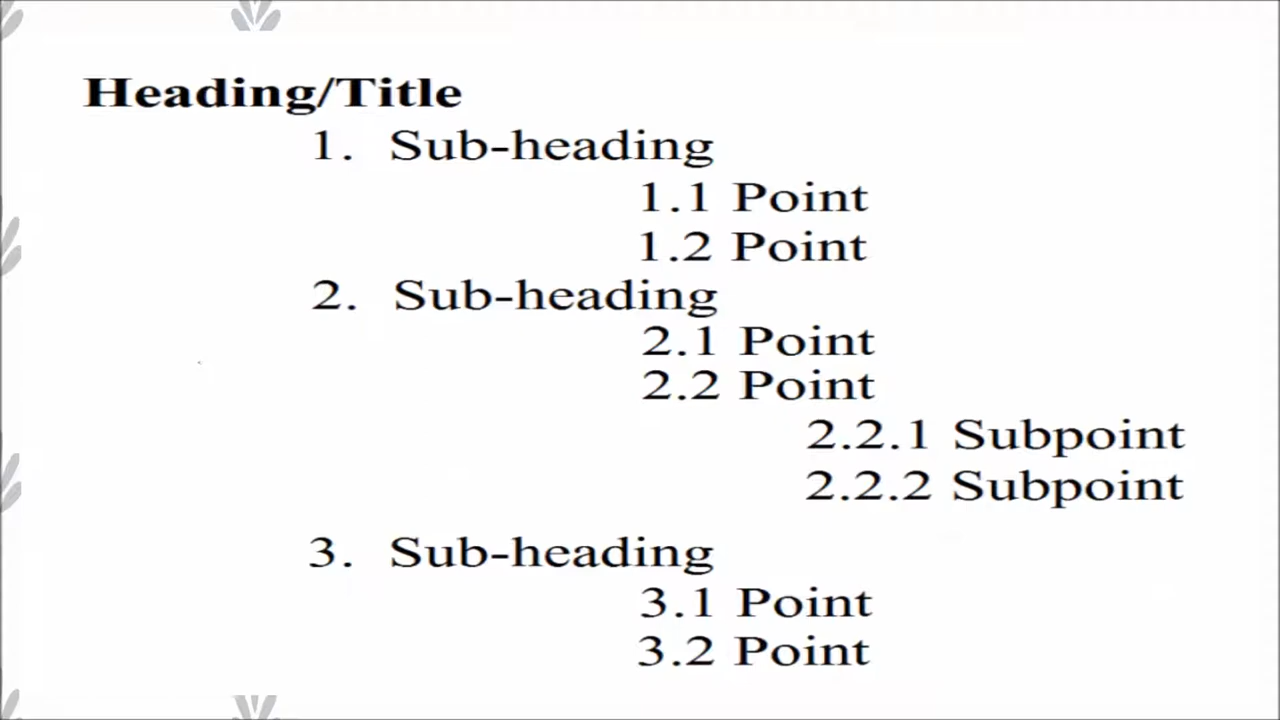 Heading/Title
1. Sub-heading
1.1 Point
1.2 Point
2. Sub-heading
2.1 Point
2.2 Point
2.2.1 Subpoint
2.2.2 Subpoint
3. Sub-heading
3.1 Point
3.2 Point